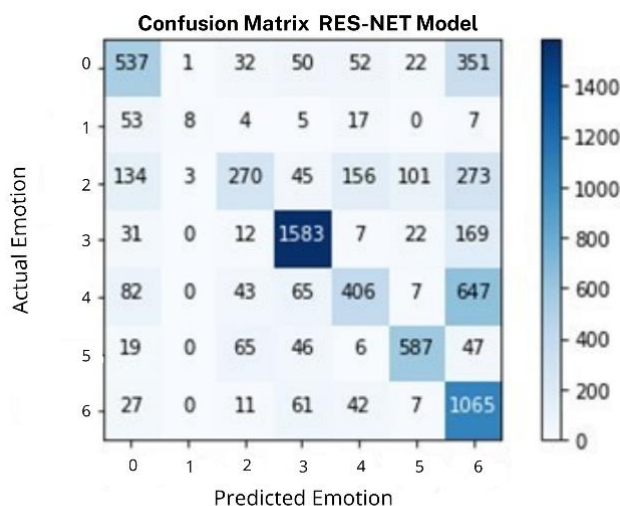 Confusion Matrix RES-NET Model
Actual Emotion
0 537 1 32 50 52 22 351
1 53 8 4 5 17 0 7
2 134 3 270 45 156 101 273
3 31 0 12 1583 7 22 169
4 82 0 43 65 406 7 647
5 19 0 65 46 6 587 47
6 27 0 11 61 42 7 1065
0 1 2 3 4 5 6
Predicted Emotion
1400
1200
1000
800
600
400
200
0